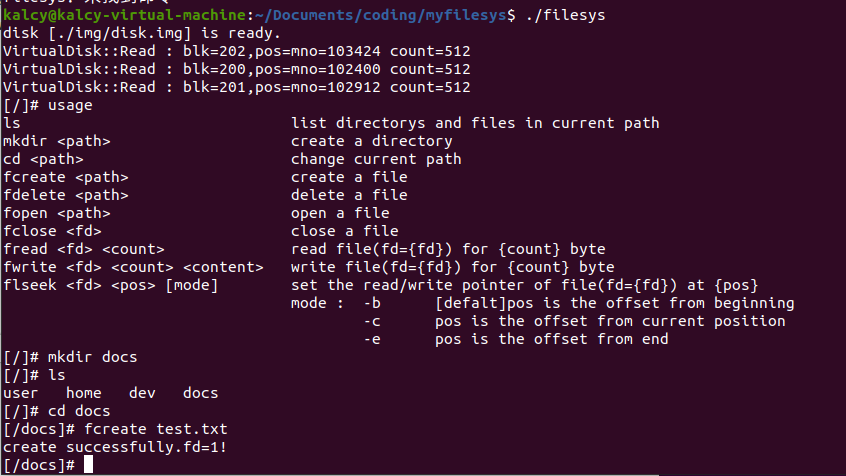 kalcy@kalcy-virtual-machine:~/Documents/coding/myfilesys$ ./filesys
disk [./img/disk.img] is ready.
VirtualDisk::Read : blk=202,pos=mno=103424 count=512
VirtualDisk::Read : blk=200,pos=mno=102400 count=512
VirtualDisk::Read : blk=201,pos=mno=102912 count=512
[/]# usage
ls                              list directorys and files in current path
mkdir <path>                    create a directory
cd <path>                       change current path
fcreate <path>                  create a file
fdelete <path>                  delete a file
fopen <path>                    open a file
fclose <fd>                     close a file
fread <fd> <count>              read file(fd={fd}) for {count} byte
fwrite <fd> <count> <content>   write file(fd={fd}) for {count} byte
flseek <fd> <pos> [mode]        set the read/write pointer of file(fd={fd}) at {pos}
                                mode :  -b      [defalt]pos is the offset from beginning
                                        -c      pos is the offset from current position
                                        -e      pos is the offset from end
[/]# mkdir docs
[/]# ls
user   home   dev   docs
[/]# cd docs
[/docs]# fcreate test.txt
create successfully.fd=1!
[/docs]#